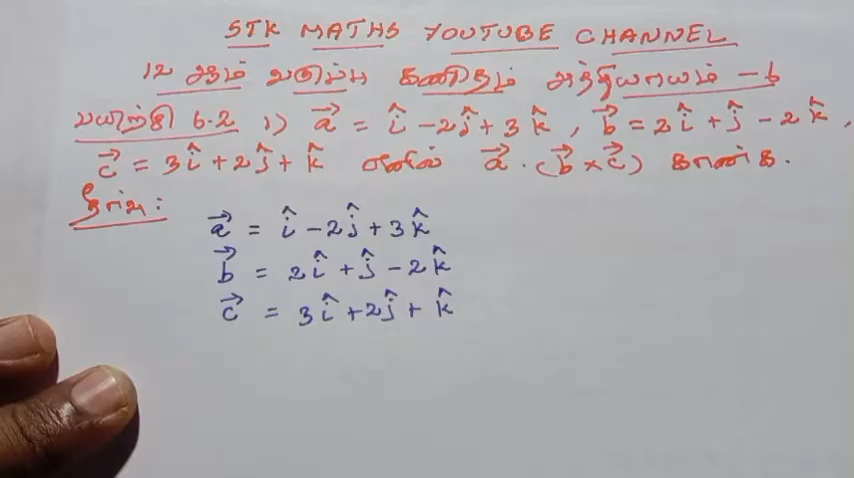 STK MATHS YOUTUBE CHANNEL
12 ஆம் வகுப்பு கணிதம் அத்தியாயம் - 6
பயிற்சி 6.2 1) a⃗ = î - 2ĵ + 3k̂, b⃗ = 2î + ĵ - 2k̂,
c⃗ = 3î + 2ĵ + k̂ எனில் a⃗ · (b⃗ × c⃗) காண்க.
தீர்வு:
a⃗ = î - 2ĵ + 3k̂
b⃗ = 2î + ĵ - 2k̂
c⃗ = 3î + 2ĵ + k̂